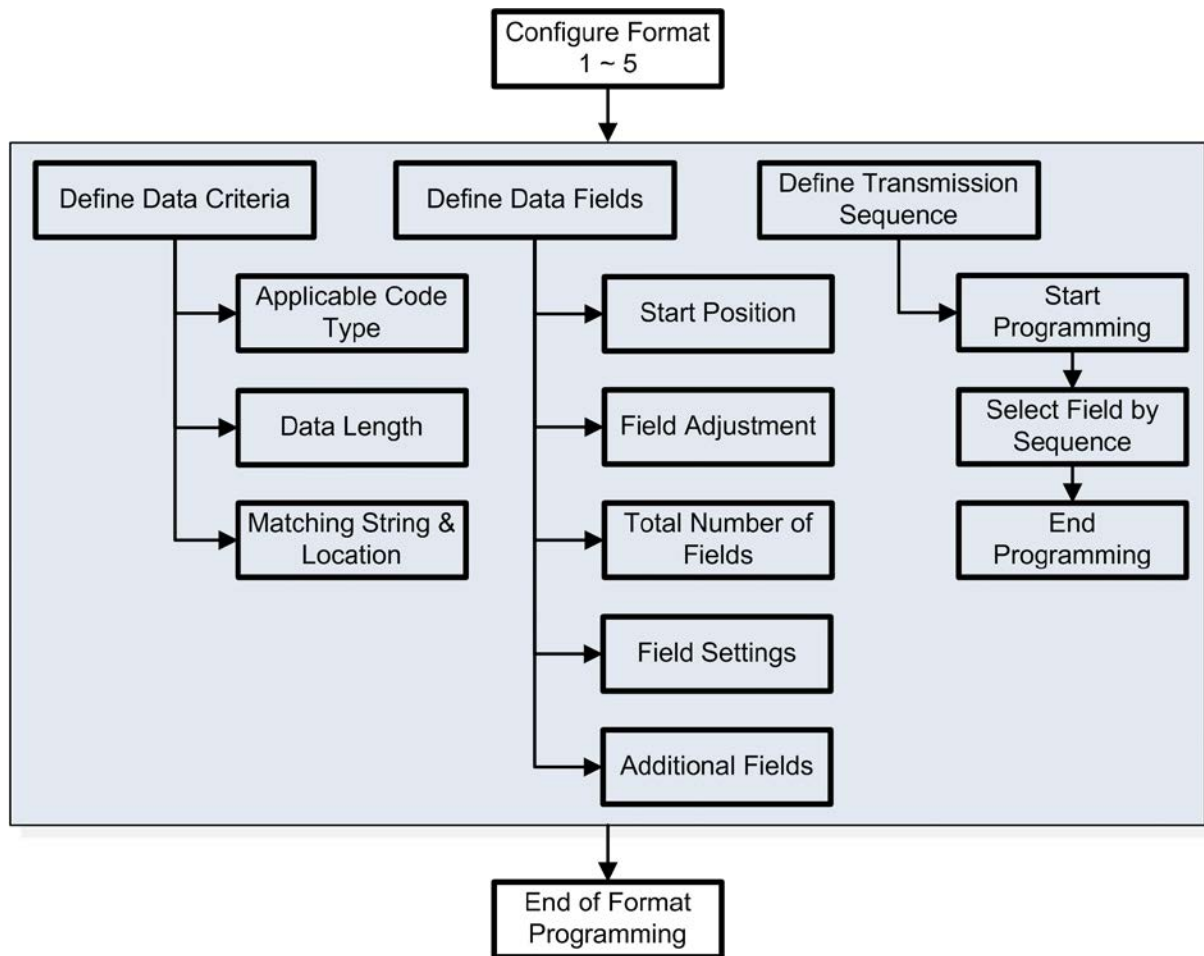 Configure Format
1 ~ 5
Define Data Criteria
Applicable Code
Type
Data Length
Matching String &
Location
Define Data Fields
Start Position
Field Adjustment
Total Number of
Fields
Field Settings
Additional Fields
Define Transmission
Sequence
Start
Programming
Select Field by
Sequence
End
Programming
End of Format
Programming